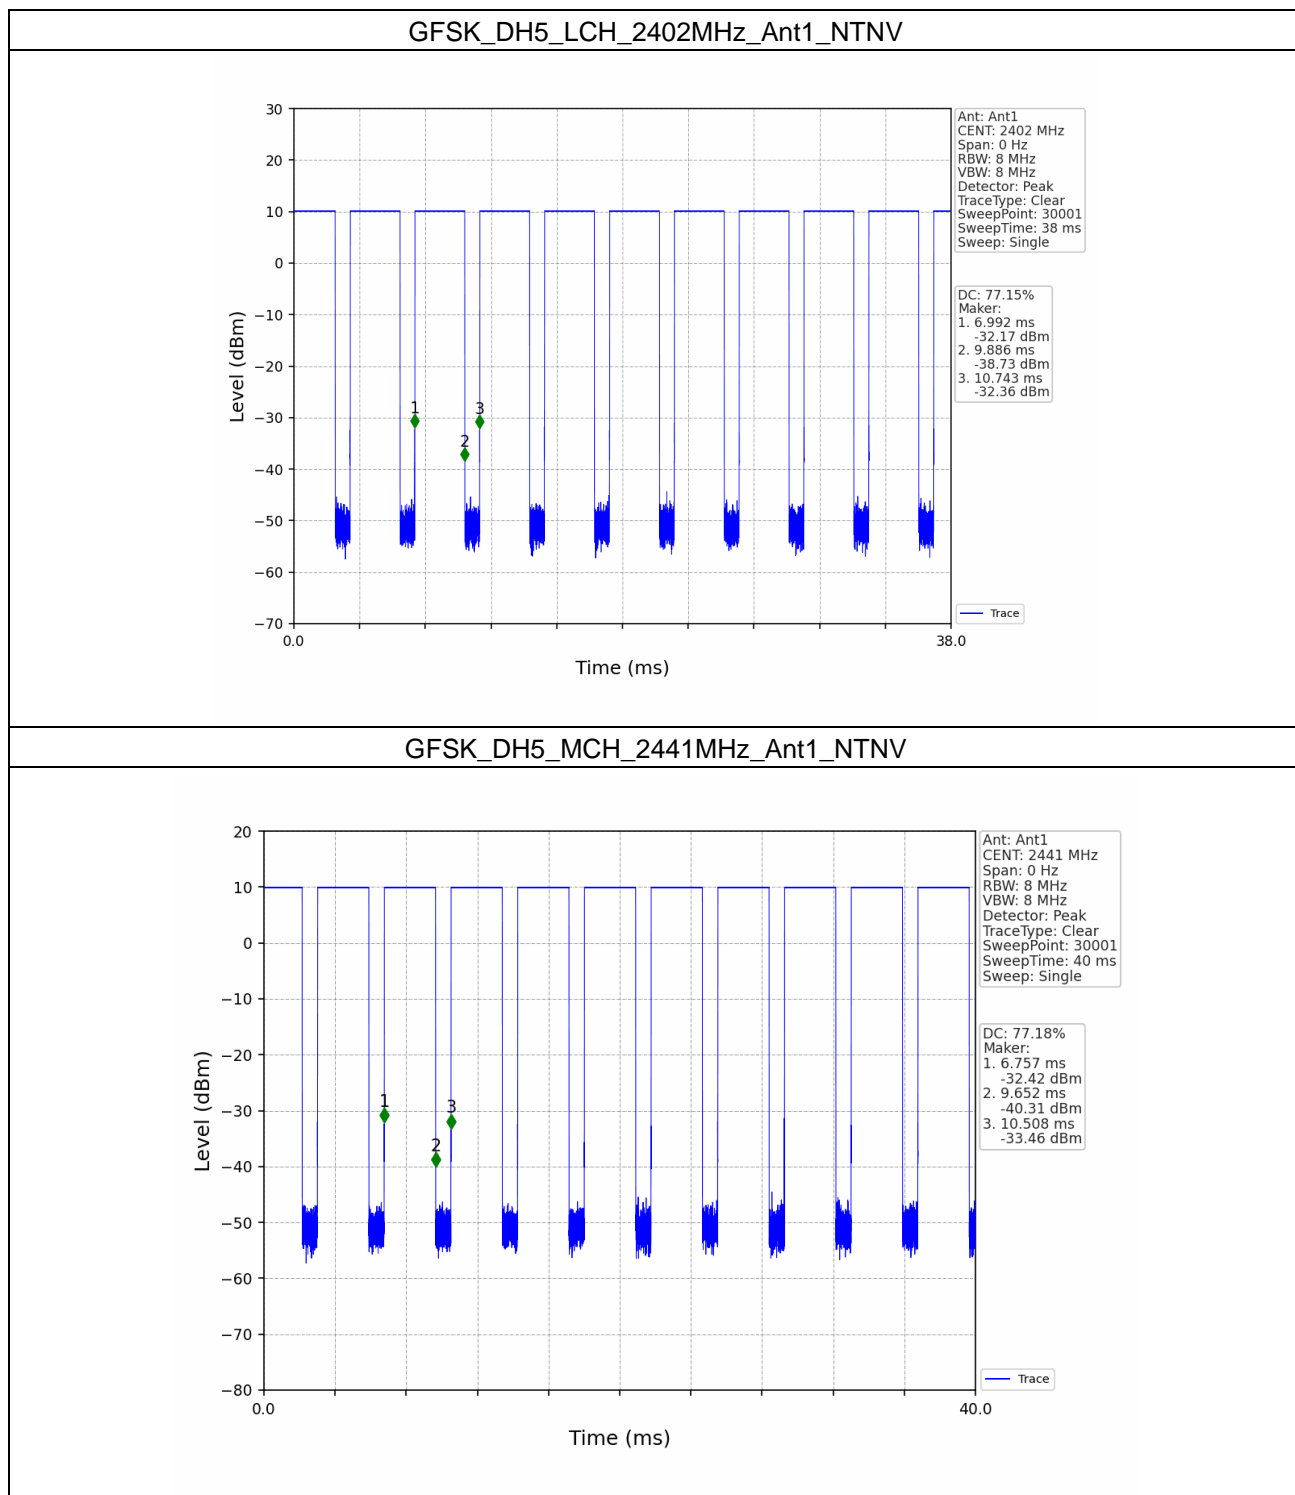 GFSK_DH5_LCH_2402MHz_Ant1_NTNV
30
20
10
0
−10
−20
−30
−40
−50
−60
−70
Level (dBm)
0.0
38.0
Time (ms)
1
2
3
Ant: Ant1
CENT: 2402 MHz
Span: 0 Hz
RBW: 8 MHz
VBW: 8 MHz
Detector: Peak
TraceType: Clear
SweepPoint: 30001
SweepTime: 38 ms
Sweep: Single
DC: 77.15%
Maker:
1. 6.992 ms
-32.17 dBm
2. 9.886 ms
-38.73 dBm
3. 10.743 ms
-32.36 dBm
Trace
GFSK_DH5_MCH_2441MHz_Ant1_NTNV
20
10
0
−10
−20
−30
−40
−50
−60
−70
−80
Level (dBm)
0.0
40.0
Time (ms)
1
2
3
Ant: Ant1
CENT: 2441 MHz
Span: 0 Hz
RBW: 8 MHz
VBW: 8 MHz
Detector: Peak
TraceType: Clear
SweepPoint: 30001
SweepTime: 40 ms
Sweep: Single
DC: 77.18%
Maker:
1. 6.757 ms
-32.42 dBm
2. 9.652 ms
-40.31 dBm
3. 10.508 ms
-33.46 dBm
Trace